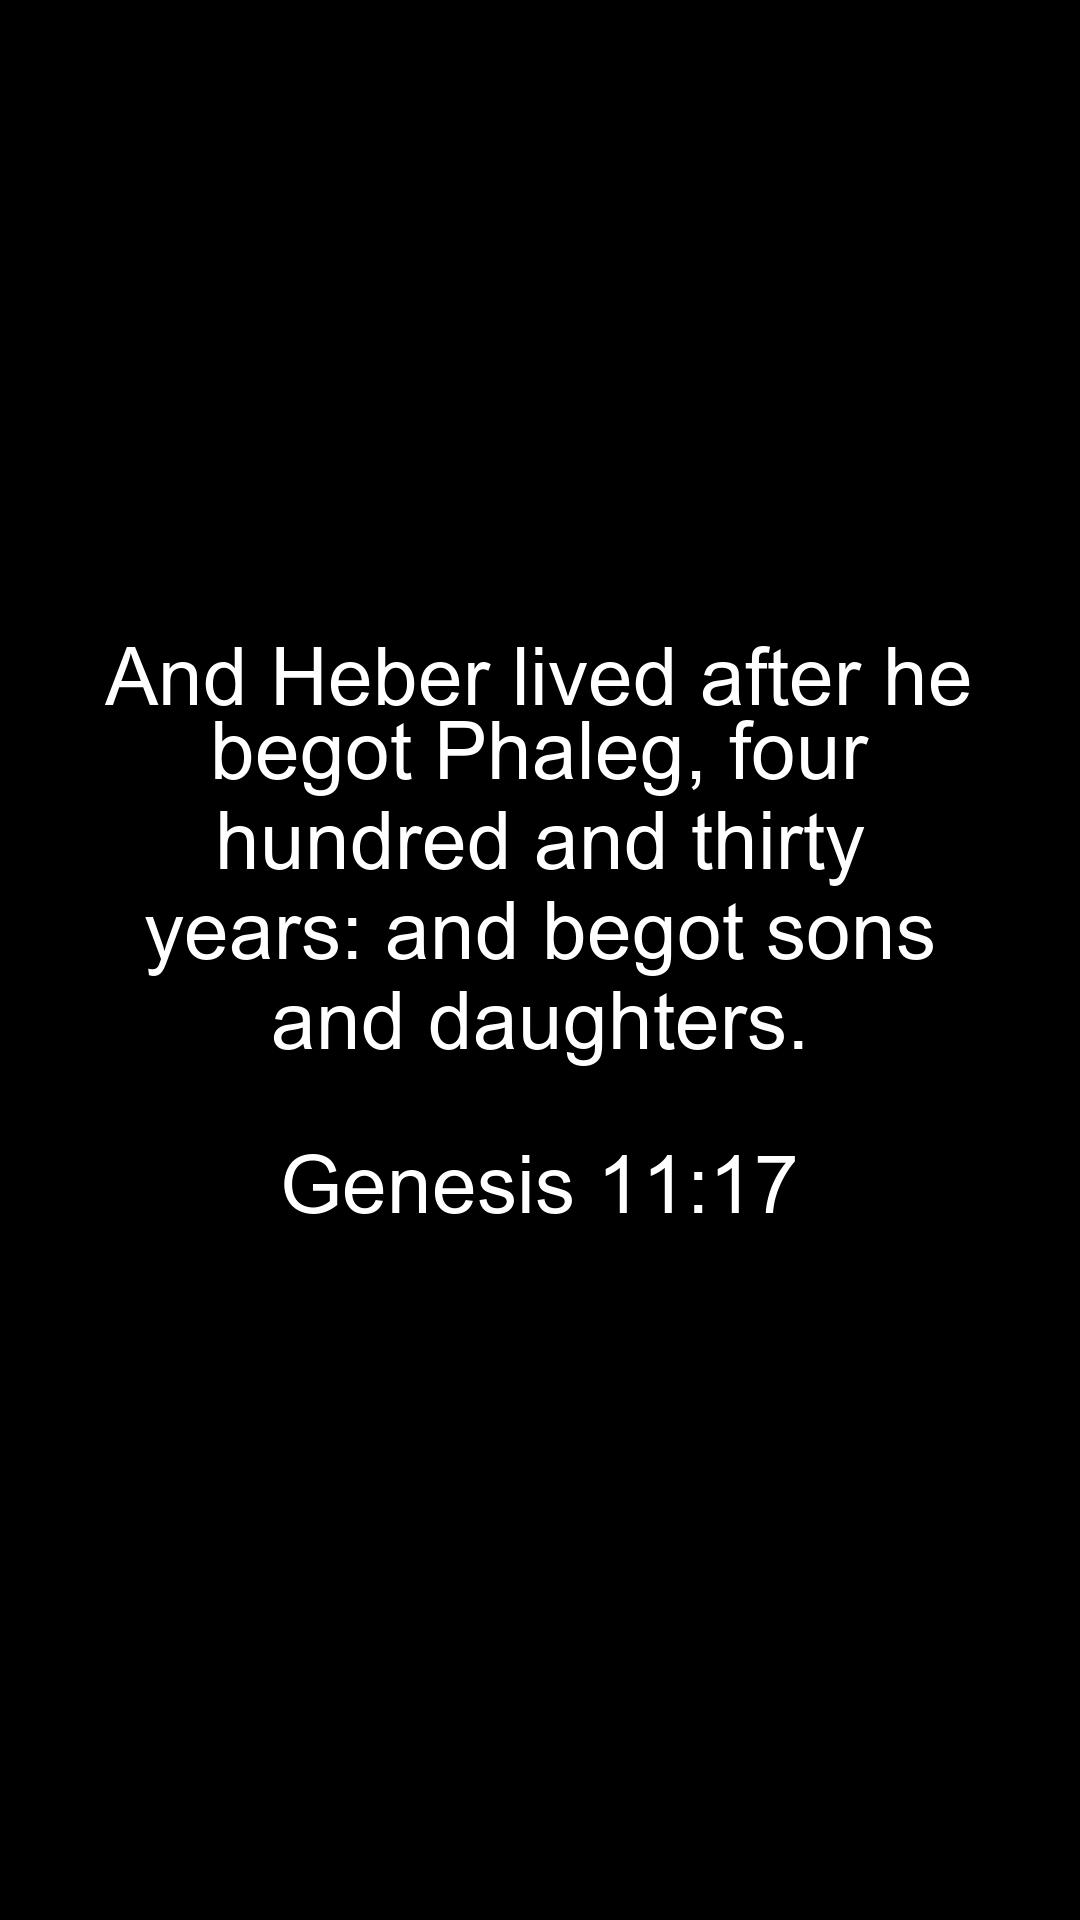 And Heber lived after he
begot Phaleg, four
hundred and thirty
years: and begot sons
and daughters.
Genesis 11:17